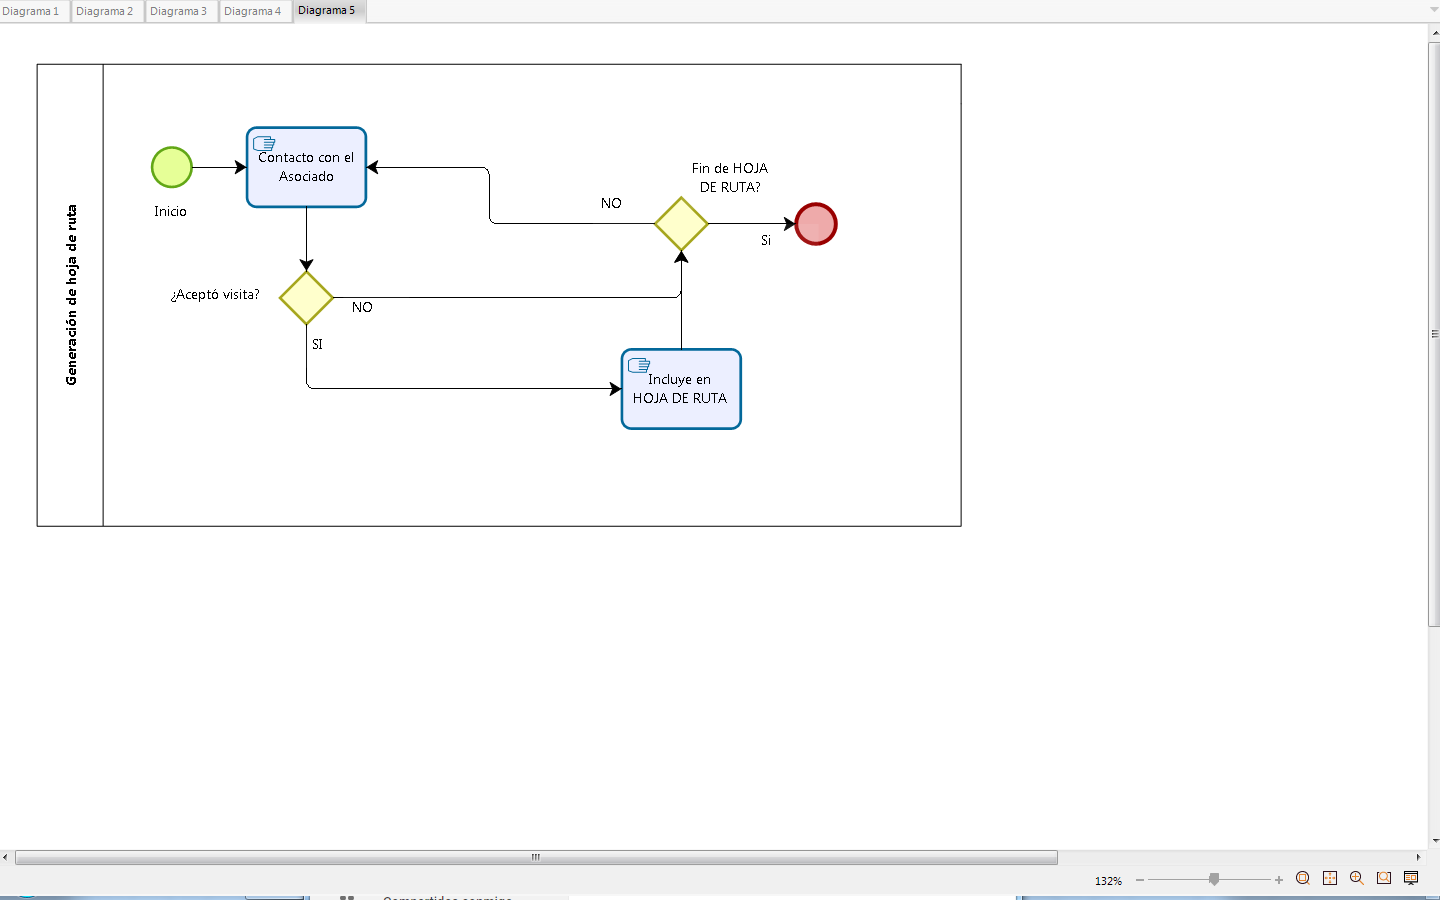 Diagrama 1
Diagrama 2
Diagrama 3
Diagrama 4
Diagrama 5
Generación de hoja de ruta
Inicio
Contacto con el
Asociado
¿Aceptó visita?
NO
SI
Incluye en
HOJA DE RUTA
Fin de HOJA
DE RUTA?
NO
Si
132%